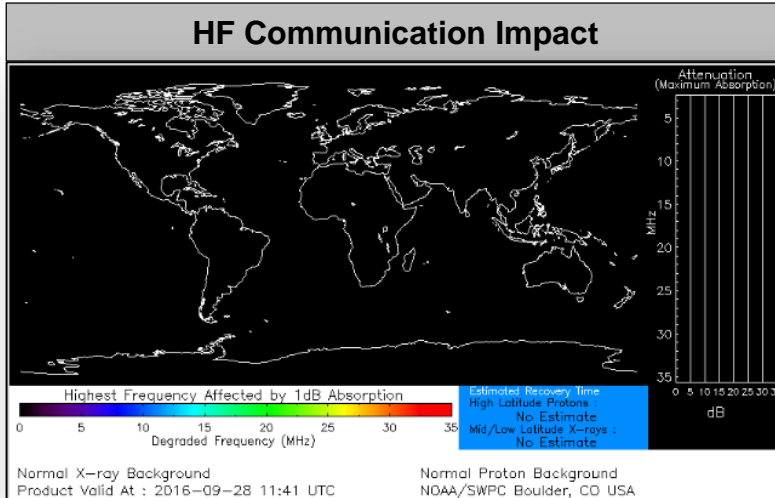 HF Communication Impact
Attenuation
(Maximum Absorption)
5
10
15
20
25
30
35
MHz
0 5 10 15 20 25 30 3
dB
Highest Frequency Affected by 1dB Absorption
0 5 10 15 20 25 30 35
Degraded Frequency (MHz)
Estimated Recovery Time
High Latitude Protons :
No Estimate
Mid/Low Latitude X-rays :
No Estimate
Normal X-ray Background
Normal Proton Background
Product Valid At : 2016-09-28 11:41 UTC
NOAA/SWPC Boulder, CO USA